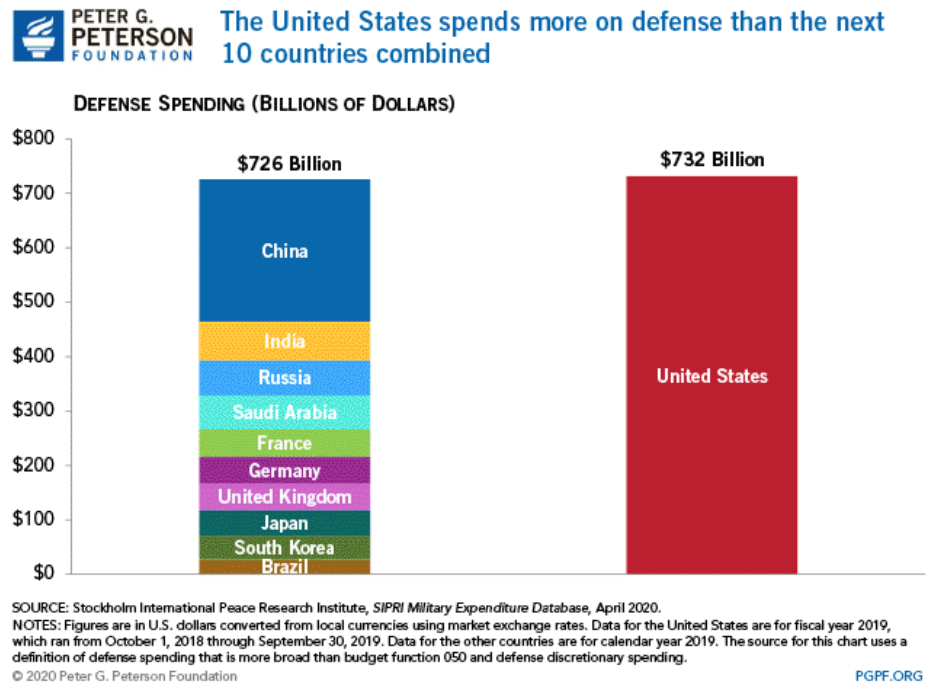 PETER G.
PETERSON
FOUNDATION
The United States spends more on defense than the next
10 countries combined
DEFENSE SPENDING (BILLIONS OF DOLLARS)
$800
$700
$600
$500
$400
$300
$200
$100
$0
$726 Billion
China
India
Russia
Saudi Arabia
France
Germany
United Kingdom
Japan
South Korea
Brazil
$732 Billion
United States
SOURCE: Stockholm International Peace Research Institute, SIPRI Military Expenditure Database, April 2020.
NOTES: Figures are in U.S. dollars converted from local currencies using market exchange rates. Data for the United States are for fiscal year 2019,
which ran from October 1, 2018 through September 30, 2019. Data for the other countries are for calendar year 2019. The source for this chart uses a
definition of defense spending that is more broad than budget function 050 and defense discretionary spending.
© 2020 Peter G. Peterson Foundation
PGPF.ORG